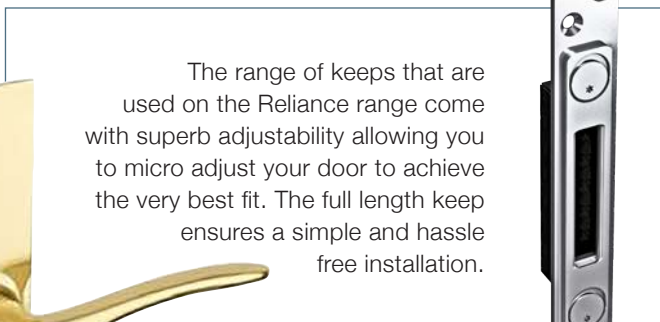 The range of keeps that are
used on the Reliance range come
with superb adjustability allowing you
to micro adjust your door to achieve
the very best fit. The full length keep
ensures a simple and hassle
free installation.